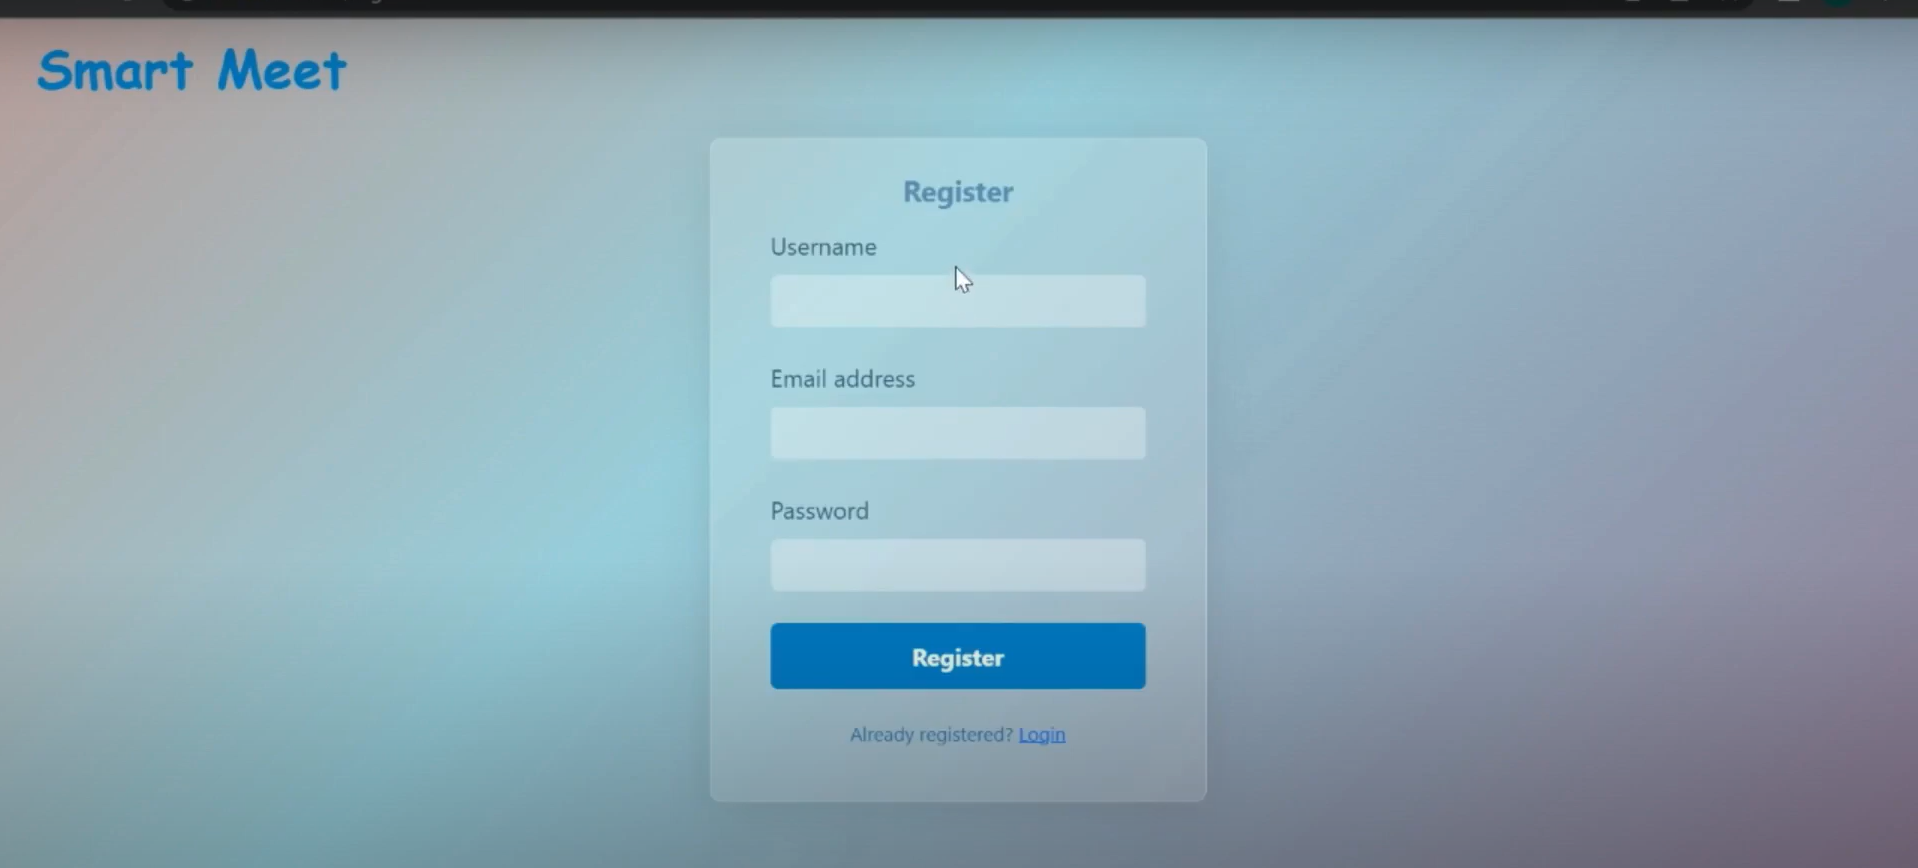 Smart Meet
Register
Username
Email address
Password
Register
Already registered? Login